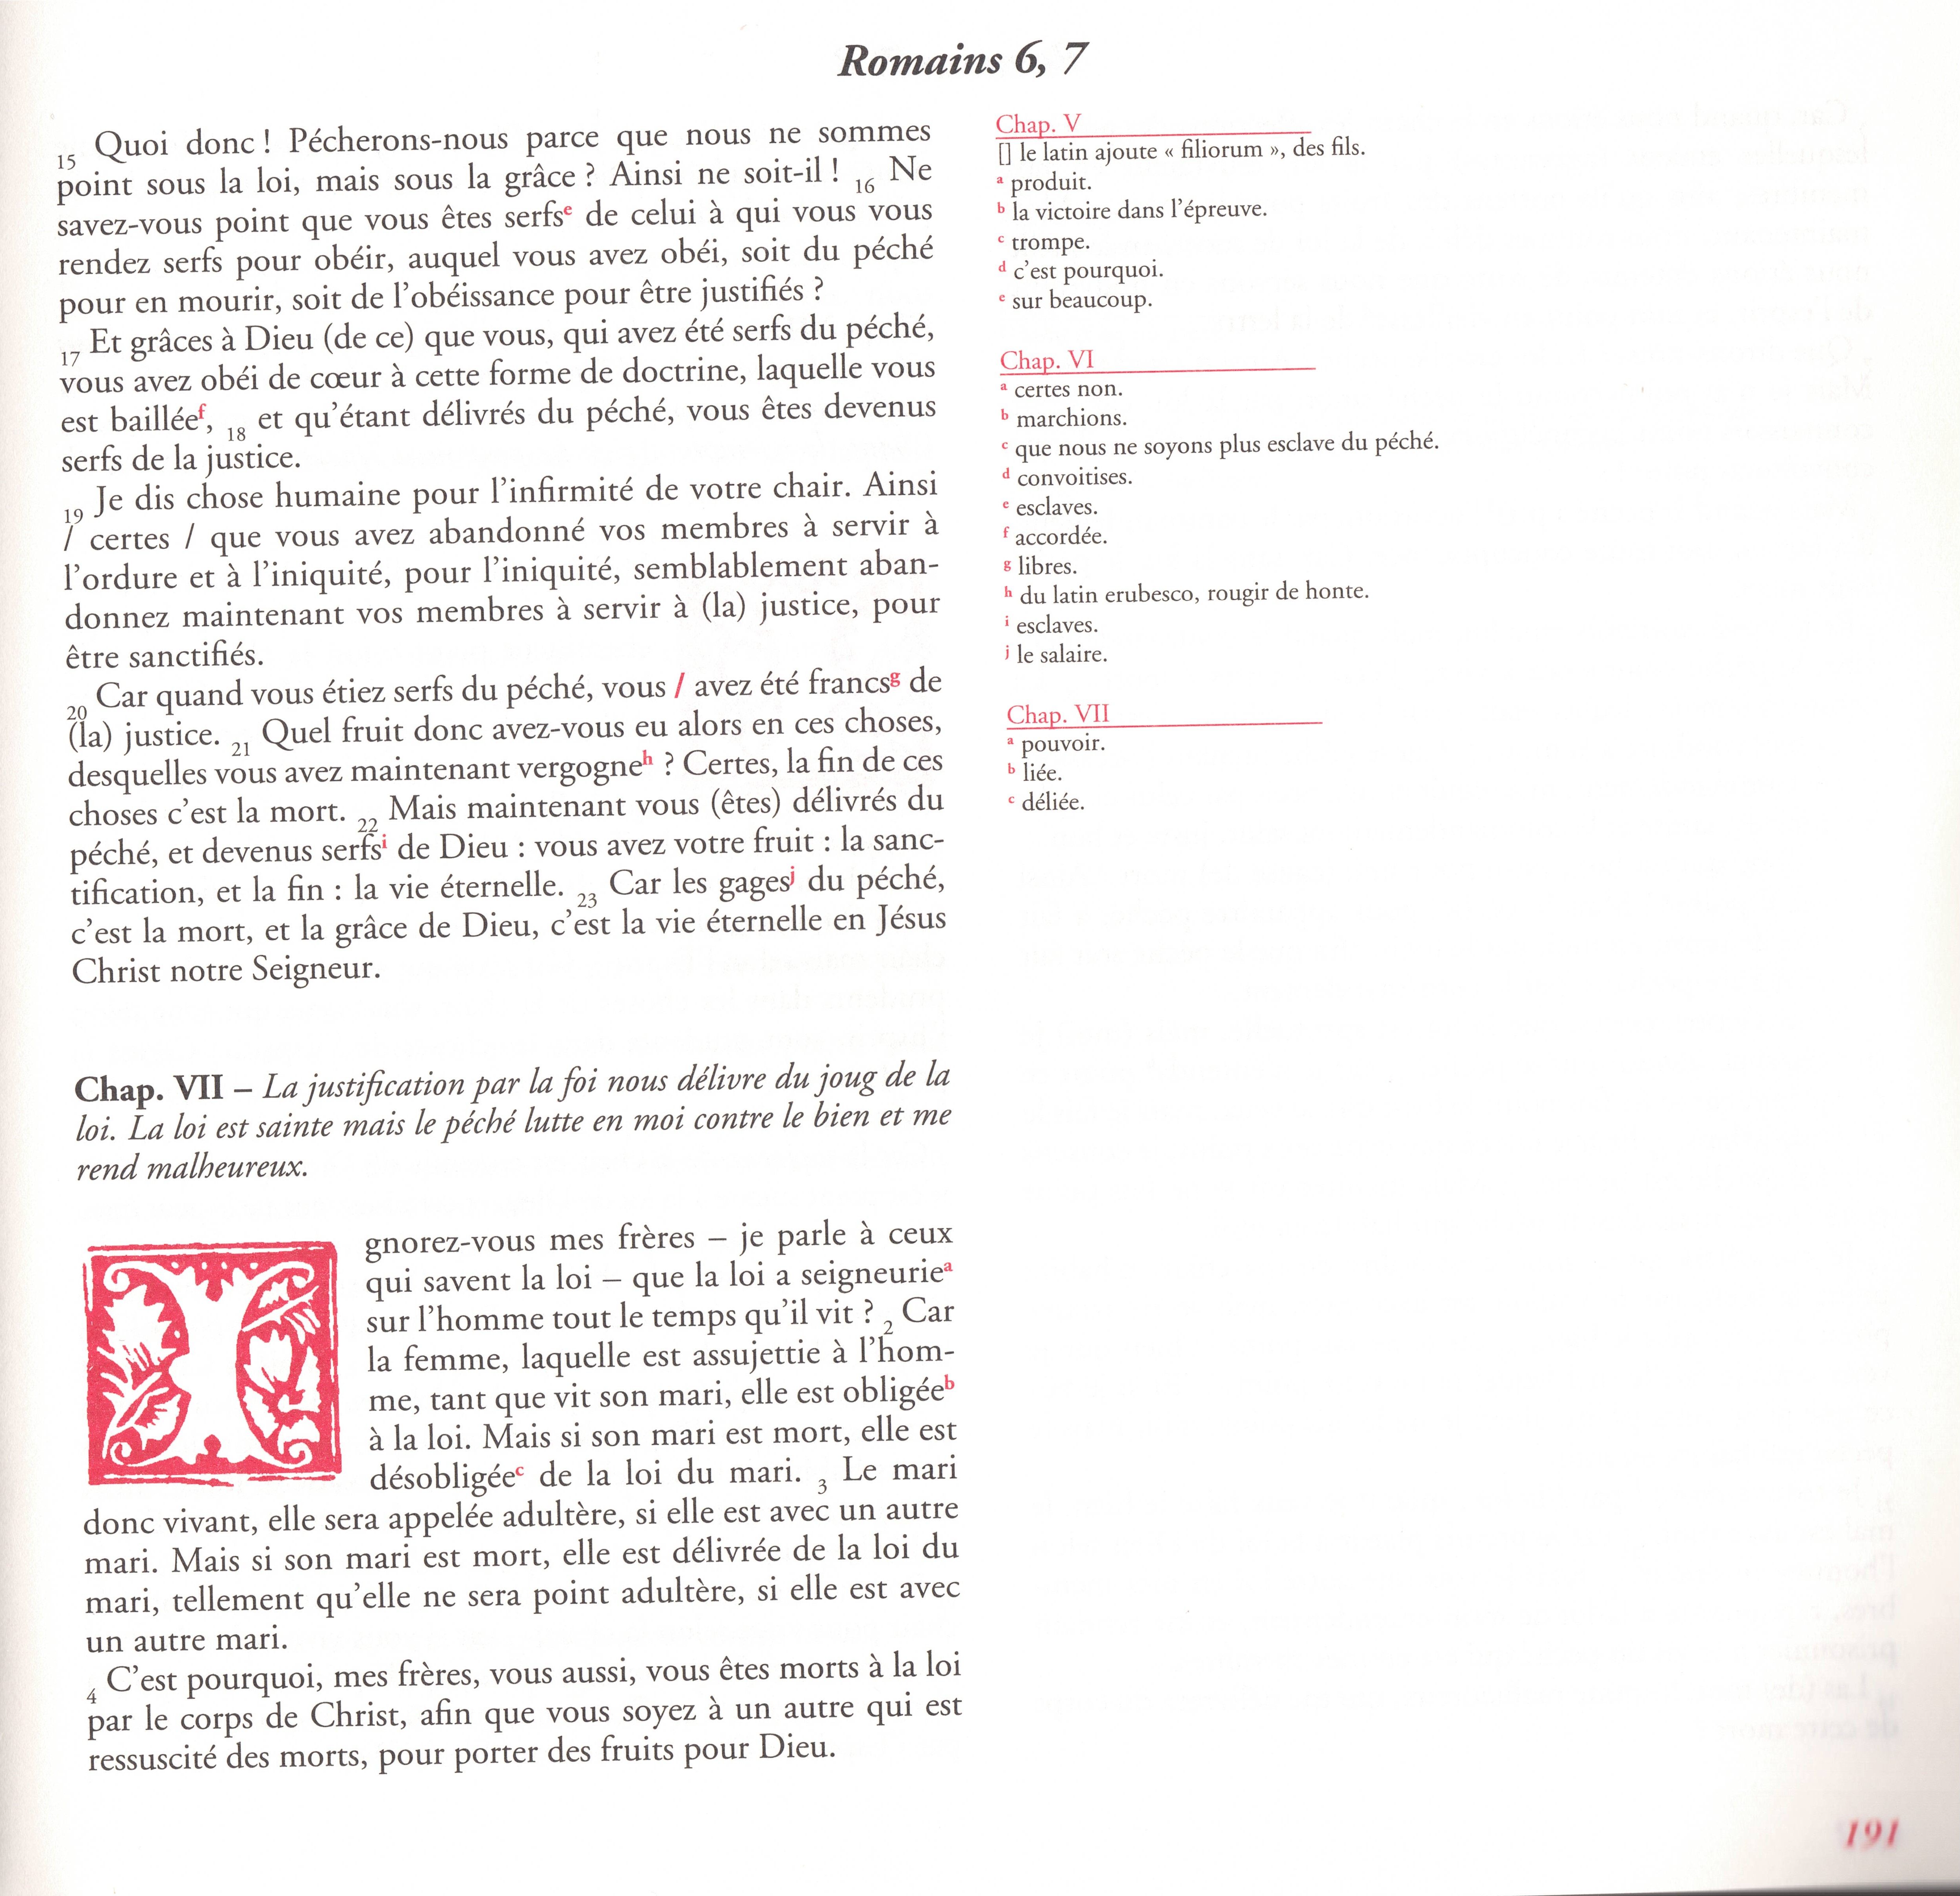 Romains 6, 7
15 Quoi donc ! Pécherons-nous parce que nous ne sommes
point sous la loi, mais sous la grâce ? Ainsi ne soit-il ! 16 Ne
savez-vous point que vous êtes serfsᵉ de celui à qui vous vous
rendez serfs pour obéir, auquel vous avez obéi, soit du péché
pour en mourir, soit de l'obéissance pour être justifiés ?
17 Et grâces à Dieu (de ce) que vous, qui avez été serfs du péché,
vous avez obéi de cœur à cette forme de doctrine, laquelle vous
est bailléeᶠ, 18 et qu'étant délivrés du péché, vous êtes devenus
serfs de la justice.
19 Je dis chose humaine pour l'infirmité de votre chair. Ainsi
/ certes / que vous avez abandonné vos membres à servir à
l'ordure et à l'iniquité, pour l'iniquité, semblablement aban-
donnez maintenant vos membres à servir à (la) justice, pour
être sanctifiés.
20 Car quand vous étiez serfs du péché, vous / avez été francsᵍ de
(la) justice. 21 Quel fruit donc avez-vous eu alors en ces choses,
desquelles vous avez maintenant vergogneʰ ? Certes, la fin de ces
choses c'est la mort. 22 Mais maintenant vous (êtes) délivrés du
péché, et devenus serfsⁱ de Dieu : vous avez votre fruit : la sanc-
tification, et la fin : la vie éternelle. 23 Car les gagesʲ du péché,
c'est la mort, et la grâce de Dieu, c'est la vie éternelle en Jésus
Christ notre Seigneur.
Chap. VII – La justification par la foi nous délivre du joug de la
loi. La loi est sainte mais le péché lutte en moi contre le bien et me
rend malheureux.
Ignorez-vous mes frères – je parle à ceux
qui savent la loi – que la loi a seigneurieᵃ
sur l'homme tout le temps qu'il vit ? 2 Car
la femme, laquelle est assujettie à l'hom-
me, tant que vit son mari, elle est obligéeᵇ
à la loi. Mais si son mari est mort, elle est
désobligéeᶜ de la loi du mari. 3 Le mari
donc vivant, elle sera appelée adultère, si elle est avec un autre
mari. Mais si son mari est mort, elle est délivrée de la loi du
mari, tellement qu'elle ne sera point adultère, si elle est avec
un autre mari.
4 C'est pourquoi, mes frères, vous aussi, vous êtes morts à la loi
par le corps de Christ, afin que vous soyez à un autre qui est
ressuscité des morts, pour porter des fruits pour Dieu.
Chap. V
[] le latin ajoute « filiorum », des fils.
ᵃ produit.
ᵇ la victoire dans l'épreuve.
ᶜ trompe.
ᵈ c'est pourquoi.
ᵉ sur beaucoup.
Chap. VI
ᵃ certes non.
ᵇ marchions.
ᶜ que nous ne soyons plus esclave du péché.
ᵈ convoitises.
ᵉ esclaves.
ᶠ accordée.
ᵍ libres.
ʰ du latin erubesco, rougir de honte.
ⁱ esclaves.
ʲ le salaire.
Chap. VII
ᵃ pouvoir.
ᵇ liée.
ᶜ déliée.
191